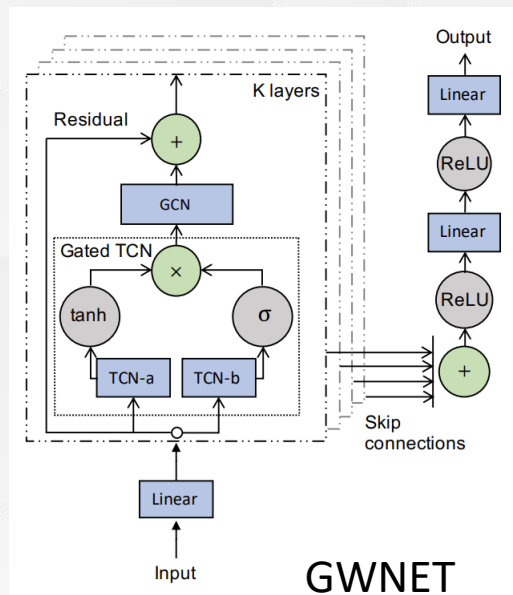 Output
K layers
Linear
Residual
+
ReLU
GCN
Linear
Gated TCN
×
ReLU
tanh
σ
TCN-a
TCN-b
+
Skip
connections
Linear
Input
GWNET